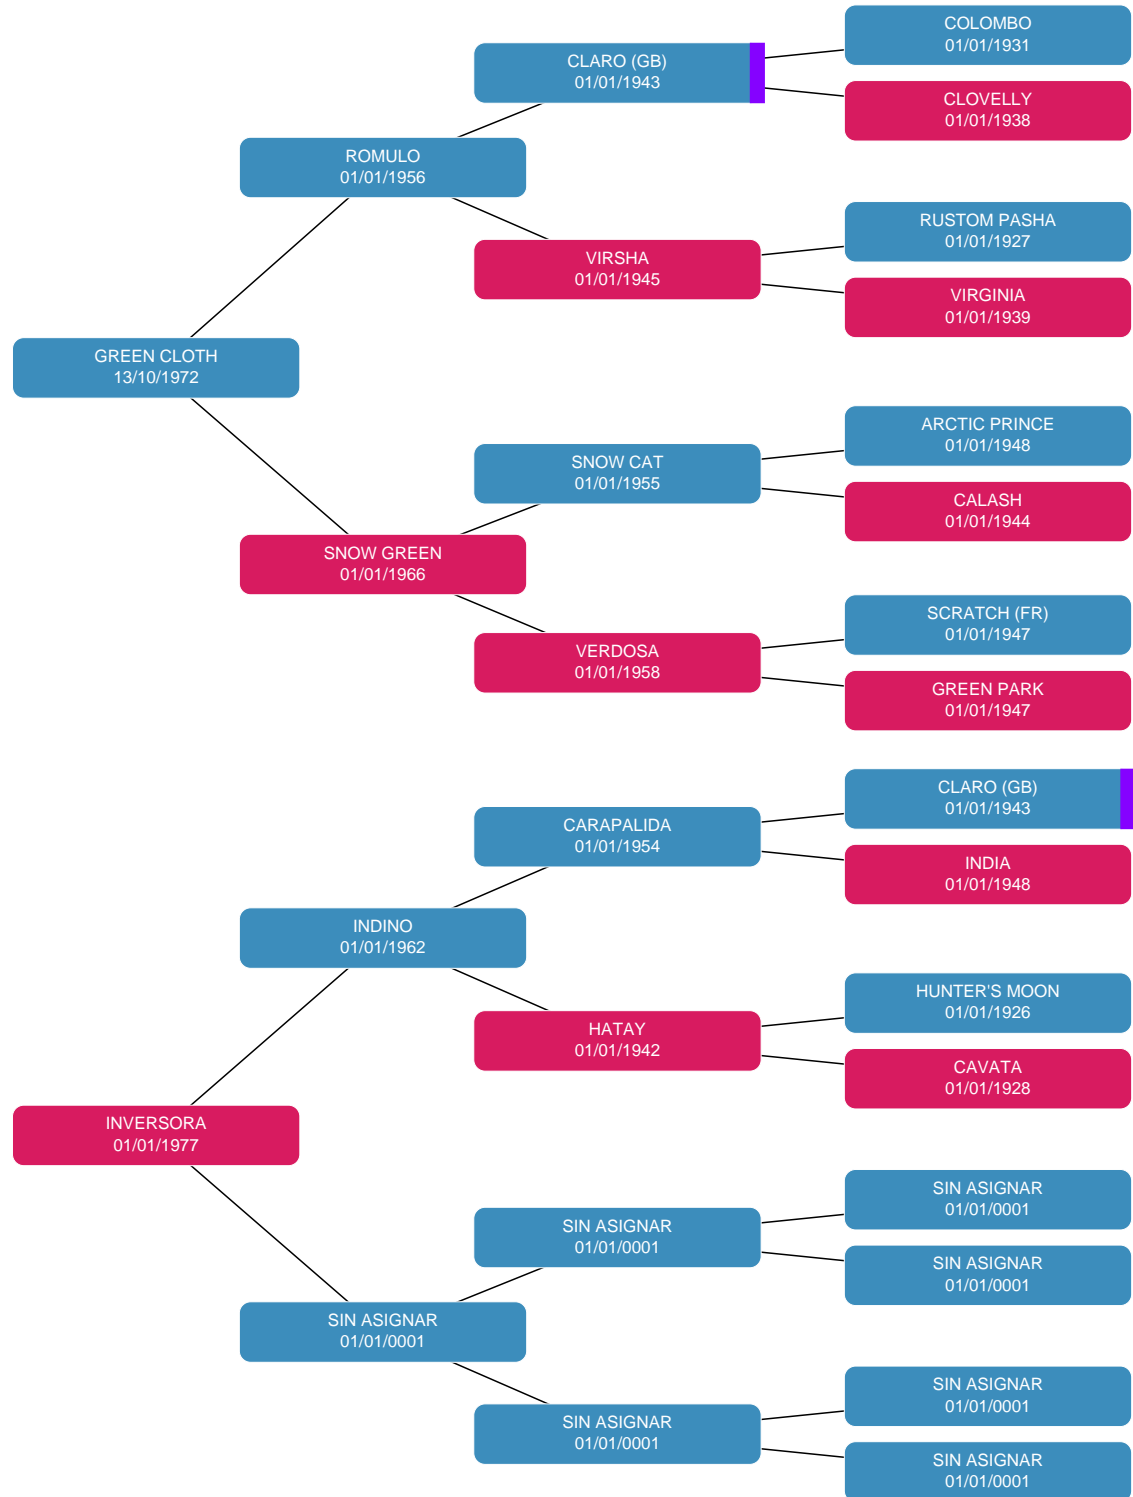 COLOMBO
01/01/1931
CLARO (GB)
01/01/1943
CLOVELLY
01/01/1938
ROMULO
01/01/1956
RUSTOM PASHA
01/01/1927
VIRSHA
01/01/1945
VIRGINIA
01/01/1939
GREEN CLOTH
13/10/1972
ARCTIC PRINCE
01/01/1948
SNOW CAT
01/01/1955
CALASH
01/01/1944
SNOW GREEN
01/01/1966
SCRATCH (FR)
01/01/1947
VERDOSA
01/01/1958
GREEN PARK
01/01/1947
CLARO (GB)
01/01/1943
CARAPALIDA
01/01/1954
INDIA
01/01/1948
INDINO
01/01/1962
HUNTER'S MOON
01/01/1926
HATAY
01/01/1942
CAVATA
01/01/1928
INVERSORA
01/01/1977
SIN ASIGNAR
01/01/0001
SIN ASIGNAR
01/01/0001
SIN ASIGNAR
01/01/0001
SIN ASIGNAR
01/01/0001
SIN ASIGNAR
01/01/0001
SIN ASIGNAR
01/01/0001
SIN ASIGNAR
01/01/0001